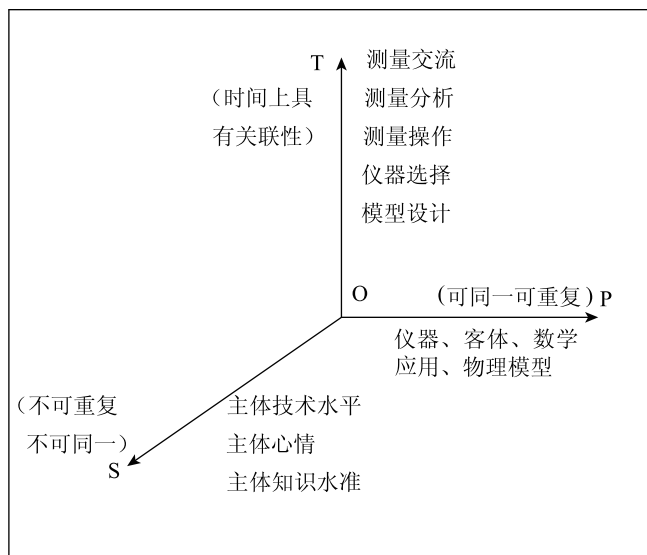 T
测量交流
（时间上具
测量分析
有关联性）
测量操作
仪器选择
模型设计
O
(可同一可重复) P
仪器、客体、数学
应用、物理模型
（不可重复
主体技术水平
不可同一）
主体心情
S
主体知识水准